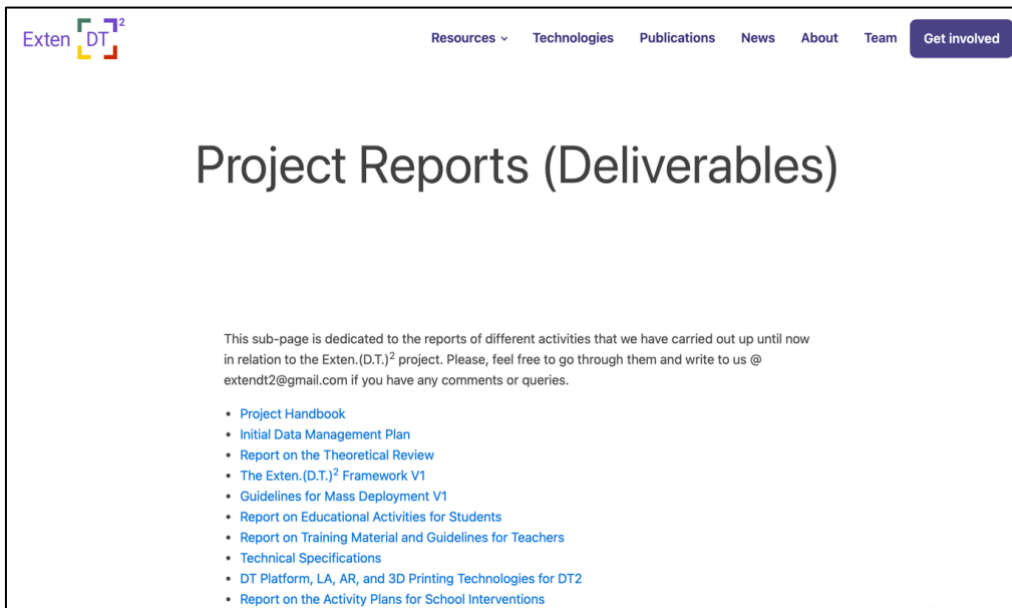 Exten DT 2
Resources Technologies Publications News About Team Get involved
Project Reports (Deliverables)
This sub-page is dedicated to the reports of different activities that we have carried out up until now
in relation to the Exten.(D.T.)2 project. Please, feel free to go through them and write to us @
extendt2@gmail.com if you have any comments or queries.
• Project Handbook
• Initial Data Management Plan
• Report on the Theoretical Review
• The Exten.(D.T.)2 Framework V1
• Guidelines for Mass Deployment V1
• Report on Educational Activities for Students
• Report on Training Material and Guidelines for Teachers
• Technical Specifications
• DT Platform, LA, AR, and 3D Printing Technologies for DT2
• Report on the Activity Plans for School Interventions